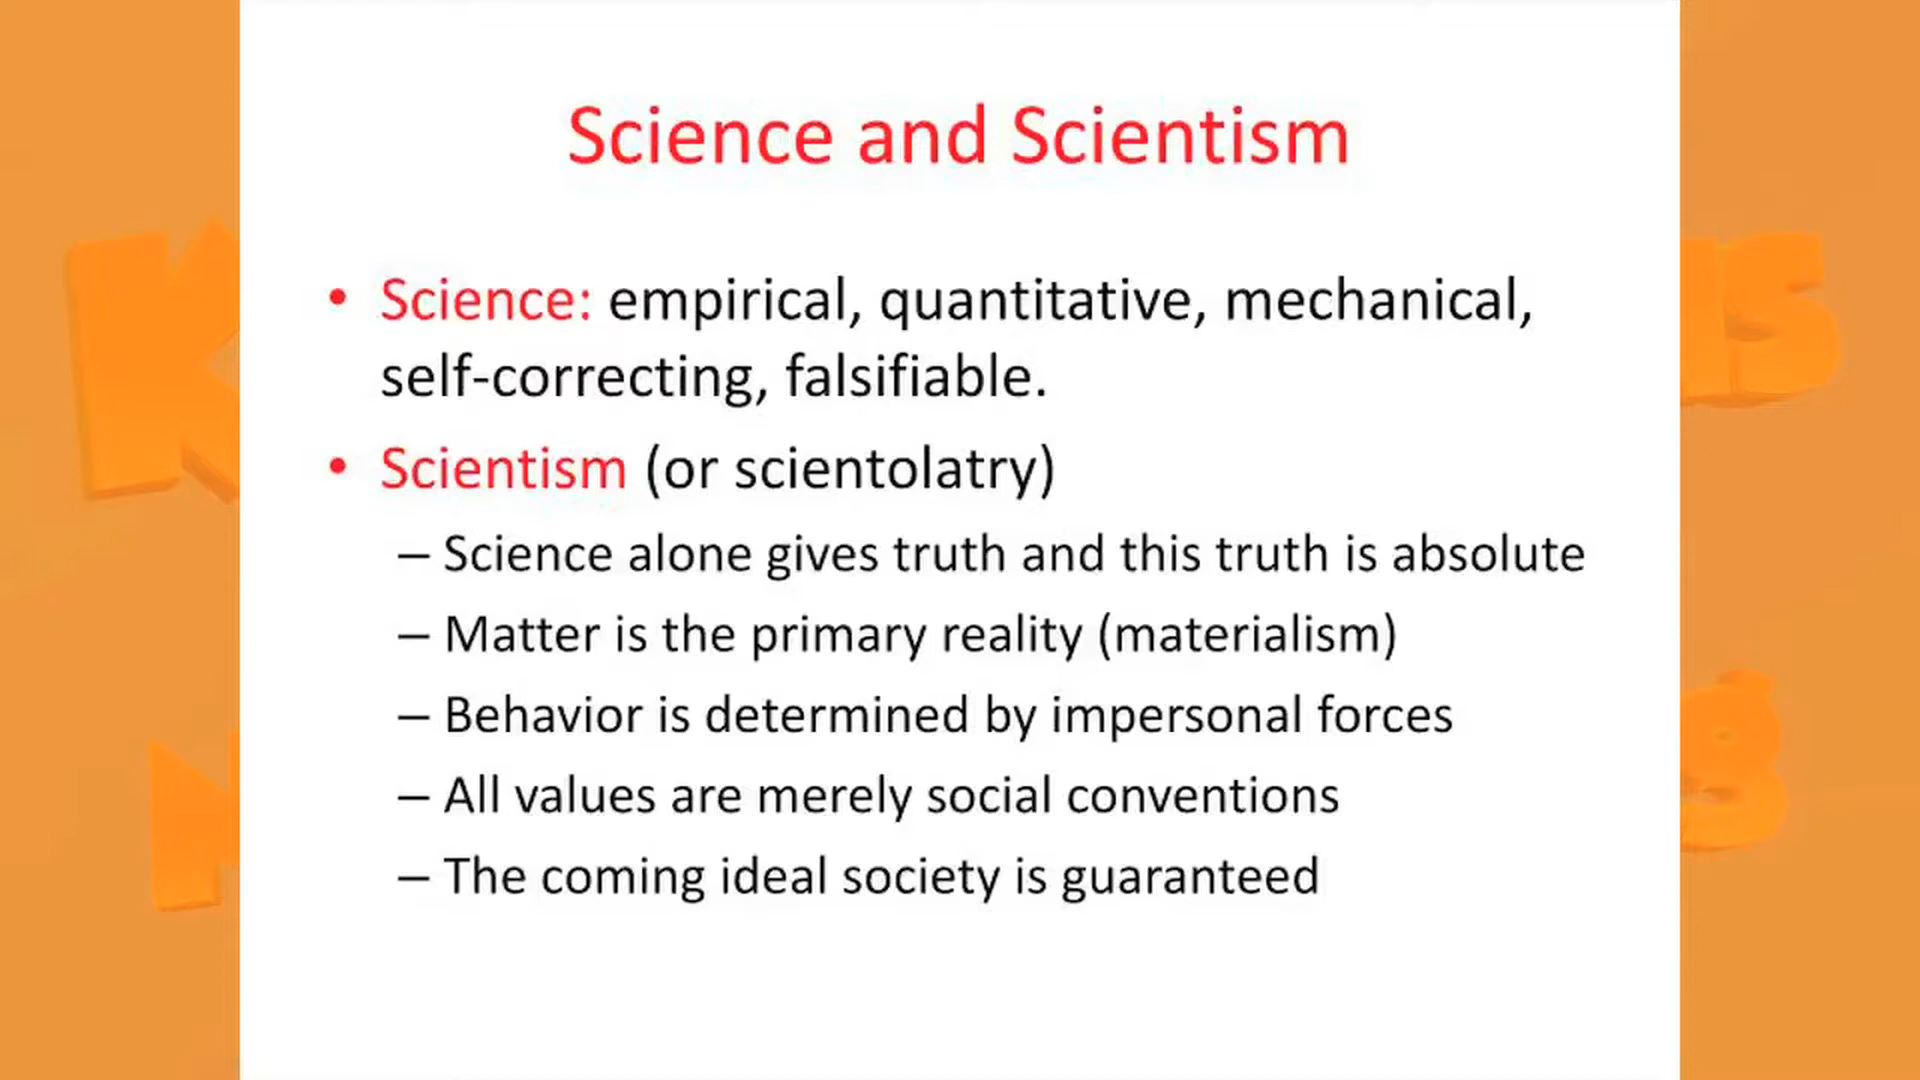 Science and Scientism
• Science: empirical, quantitative, mechanical,
self-correcting, falsifiable.
• Scientism (or scientolatry)
– Science alone gives truth and this truth is absolute
– Matter is the primary reality (materialism)
– Behavior is determined by impersonal forces
– All values are merely social conventions
– The coming ideal society is guaranteed